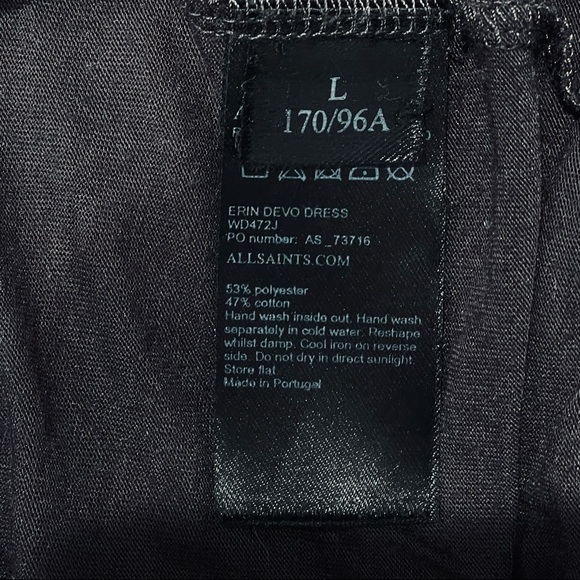 L
170/96A
ERIN DEVO DRESS
WD472J
PO number: AS_73716
ALLSAINTS.COM
53% polyester
47% cotton
Hand wash inside out. Hand wash
separately in cold water. Reshape
whilst damp. Cool iron on reverse
side. Do not dry in direct sunlight.
Store flat.
Made in Portugal